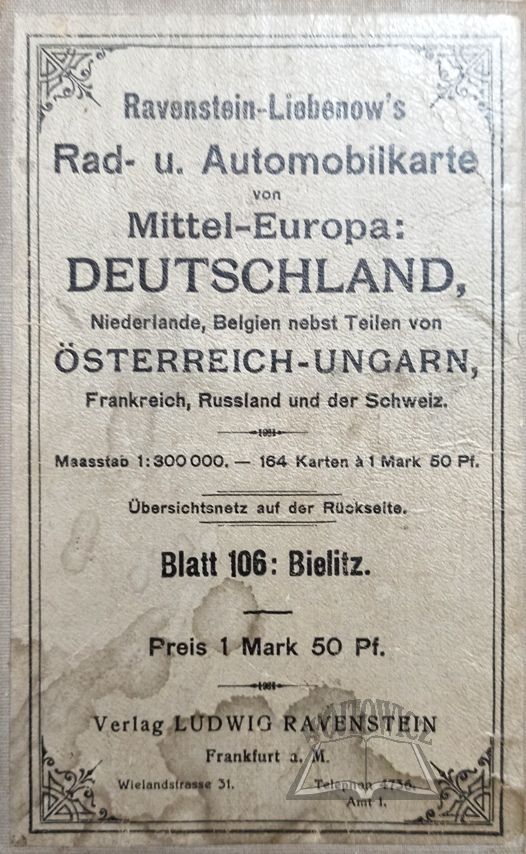 Ravenstein-Liebenow's
Rad- u. Automobilkarte
von
Mittel-Europa:
DEUTSCHLAND,
Niederlande, Belgien nebst Teilen von
ÖSTERREICH-UNGARN,
Frankreich, Russland und der Schweiz.
Maasstab 1:300 000. — 164 Karten à 1 Mark 50 Pf.
Übersichtsnetz auf der Rückseite.
Blatt 106: Bielitz.
Preis 1 Mark 50 Pf.
Verlag LUDWIG RAVENSTEIN
Frankfurt a. M.
Wielandstrasse 31. Telephon 4736.
Amt 1.